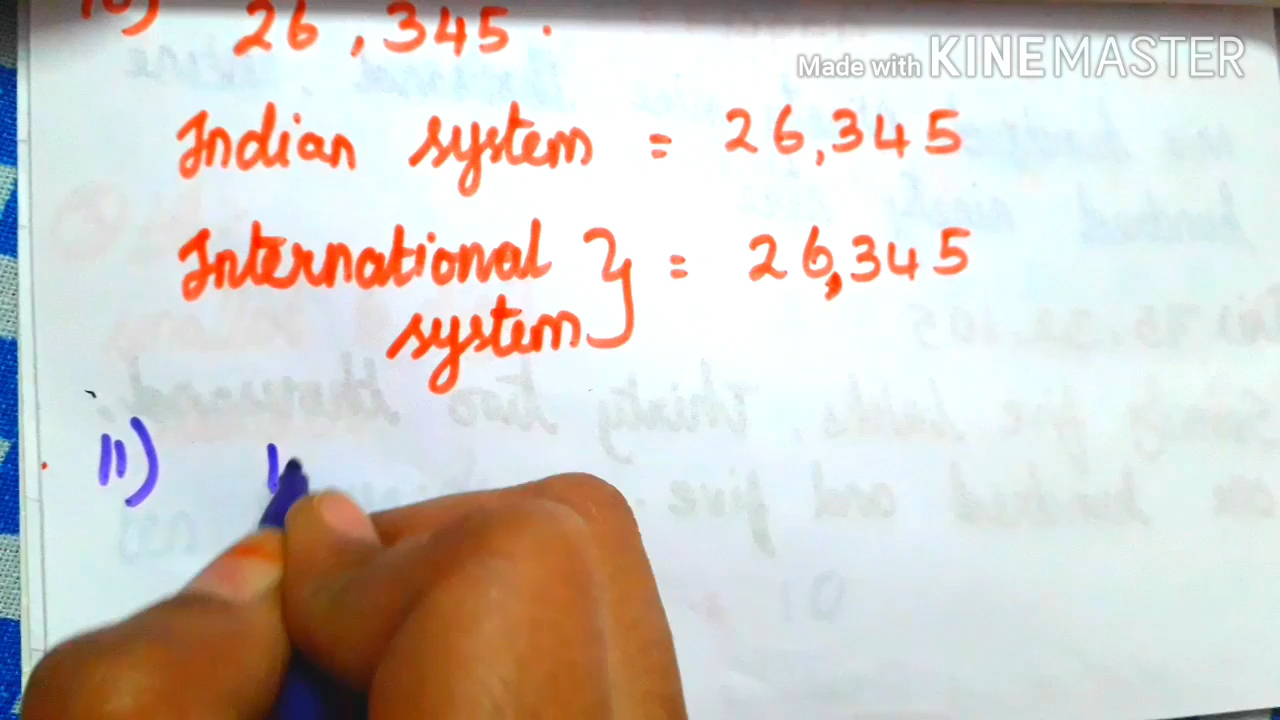 26,345.
Made with KINEMASTER
Indian system = 26,345
International } = 26,345
system
11)